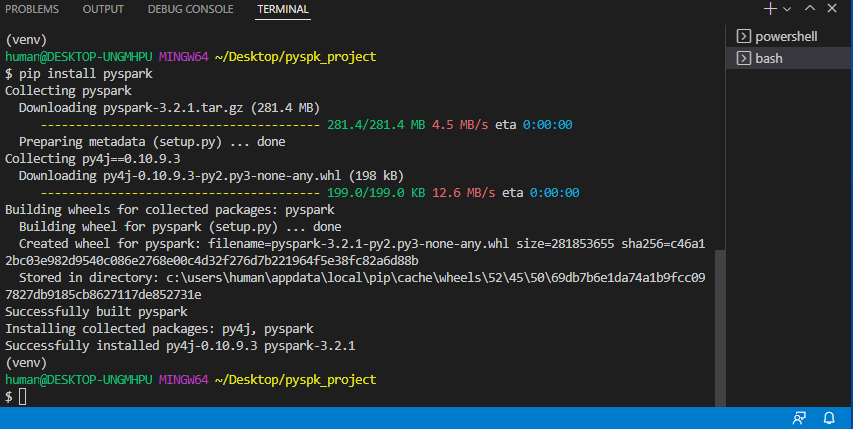 PROBLEMS OUTPUT DEBUG CONSOLE TERMINAL
(venv)
human@DESKTOP-UNGMHPU MINGW64 ~/Desktop/pyspk_project
$ pip install pyspark
Collecting pyspark
  Downloading pyspark-3.2.1.tar.gz (281.4 MB)
     ---------------------------------------- 281.4/281.4 MB 4.5 MB/s eta 0:00:00
  Preparing metadata (setup.py) ... done
Collecting py4j==0.10.9.3
  Downloading py4j-0.10.9.3-py2.py3-none-any.whl (198 kB)
     ---------------------------------------- 199.0/199.0 KB 12.6 MB/s eta 0:00:00
Building wheels for collected packages: pyspark
  Building wheel for pyspark (setup.py) ... done
  Created wheel for pyspark: filename=pyspark-3.2.1-py2.py3-none-any.whl size=281853655 sha256=c46a1
2bc03e982d9540c086e2768e00c4d32f276d7b221964f5e38fc82a6d88b
  Stored in directory: c:\users\human\appdata\local\pip\cache\wheels\52\45\50\69db7b6e1da74a1b9fcc09
7827db9185cb8627117de852731e
Successfully built pyspark
Installing collected packages: py4j, pyspark
Successfully installed py4j-0.10.9.3 pyspark-3.2.1
(venv)
human@DESKTOP-UNGMHPU MINGW64 ~/Desktop/pyspk_project
$
powershell
bash